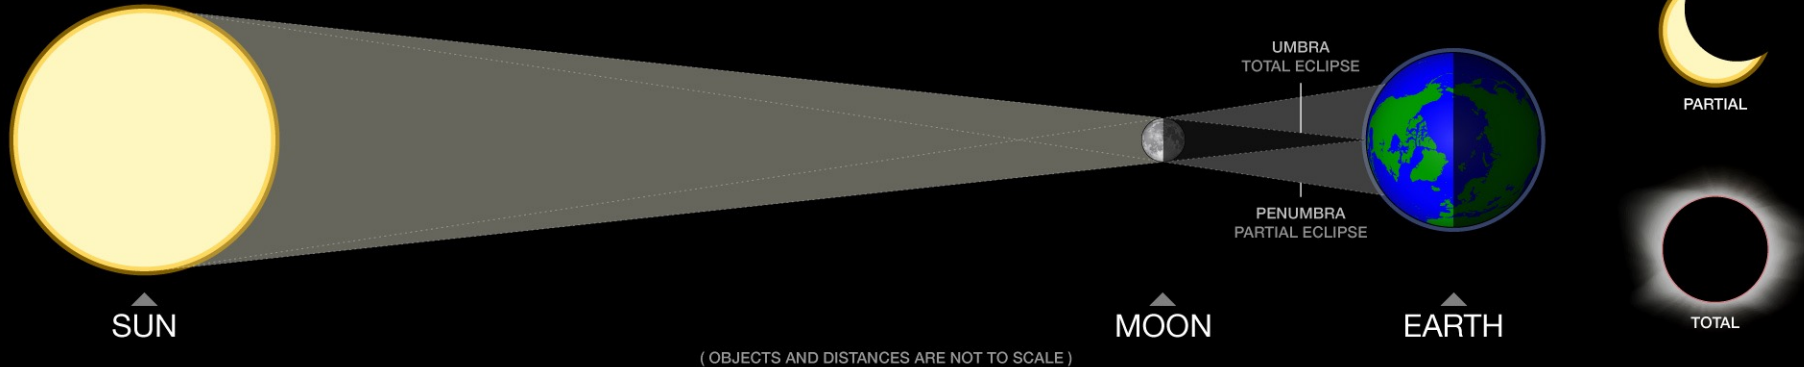 UMBRA
TOTAL ECLIPSE
PARTIAL
PENUMBRA
PARTIAL ECLIPSE
SUN
MOON
EARTH
TOTAL
( OBJECTS AND DISTANCES ARE NOT TO SCALE )